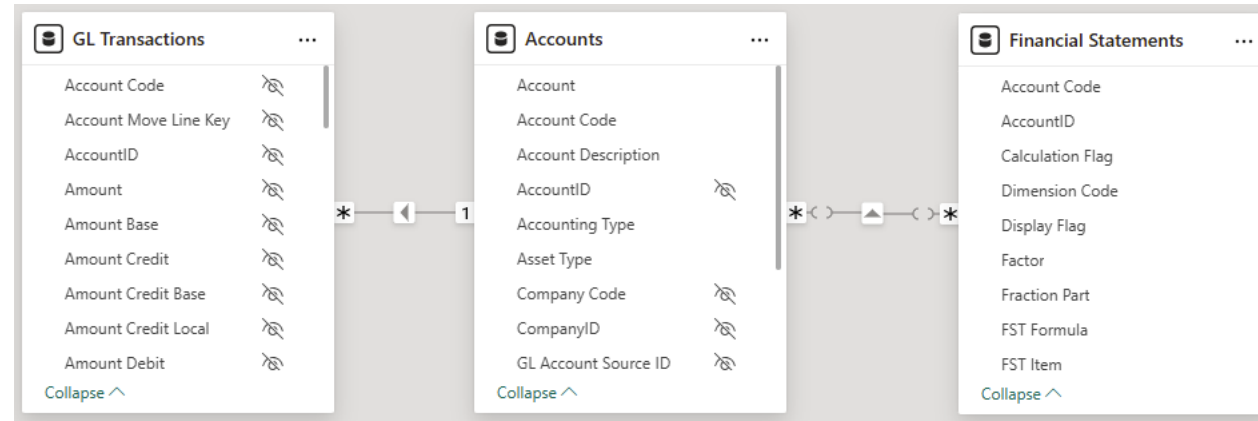 GL Transactions
...
Account Code
Account Move Line Key
AccountID
Amount
Amount Base
Amount Credit
Amount Credit Base
Amount Credit Local
Amount Debit
Collapse
* 1
Accounts
...
Account
Account Code
Account Description
AccountID
Accounting Type
Asset Type
Company Code
CompanyID
GL Account Source ID
Collapse
* *
Financial Statements
...
Account Code
AccountID
Calculation Flag
Dimension Code
Display Flag
Factor
Fraction Part
FST Formula
FST Item
Collapse